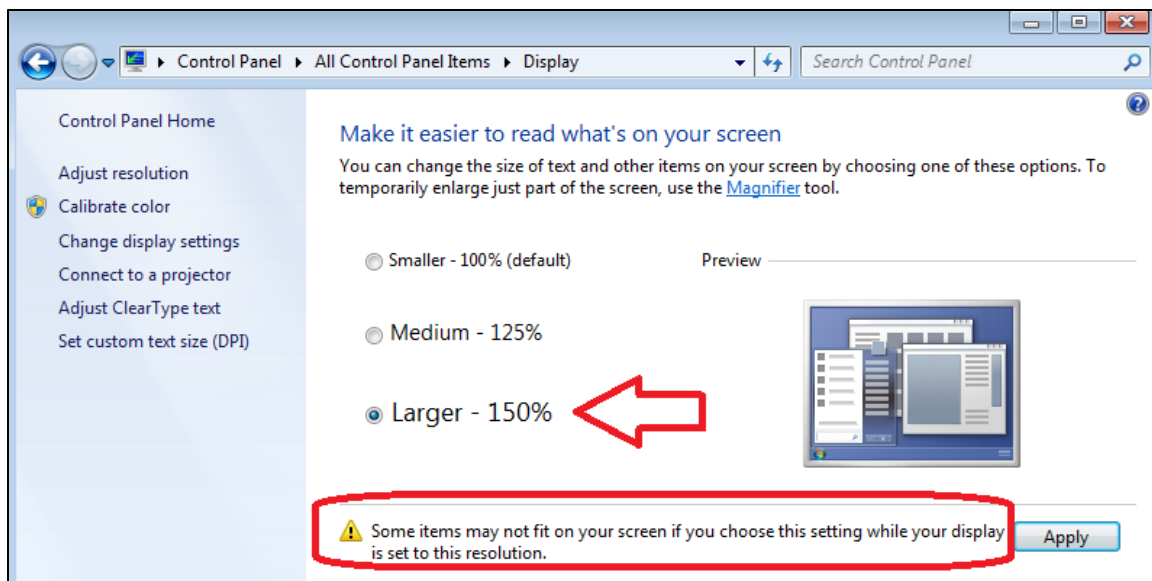 Control Panel All Control Panel Items Display Search Control Panel
Control Panel Home
Adjust resolution
Calibrate color
Change display settings
Connect to a projector
Adjust ClearType text
Set custom text size (DPI)
Make it easier to read what's on your screen
You can change the size of text and other items on your screen by choosing one of these options. To
temporarily enlarge just part of the screen, use the Magnifier tool.
Smaller - 100% (default)
Preview
Medium - 125%
Larger - 150%
Some items may not fit on your screen if you choose this setting while your display
is set to this resolution.
Apply